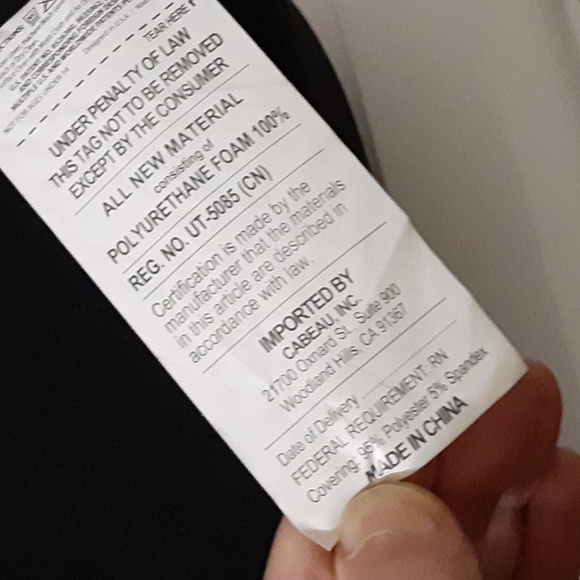 TEAR HERE
UNDER PENALTY OF LAW
THIS TAG NOT TO BE REMOVED
EXCEPT BY THE CONSUMER
ALL NEW MATERIAL
consisting of
POLYURETHANE FOAM 100%
REG. NO. UT-5085 (CN)
Certification is made by the
manufacturer that the materials
in this article are described in
accordance with law.
IMPORTED BY
CABEAU, INC.
21700 Oxnard St., Suite 900
Woodland Hills, CA 91367
Date of Delivery
FEDERAL REQUIREMENT: RN
Covering: 95% Polyester 5% Spandex
MADE IN CHINA